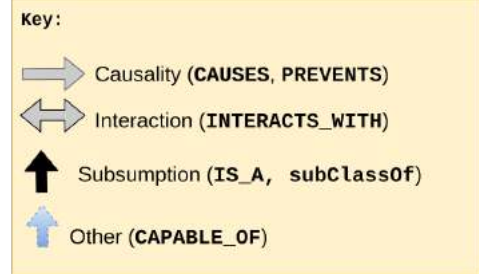 Key:
Causality (CAUSES, PREVENTS)
Interaction (INTERACTS_WITH)
Subsumption (IS_A, subClassOf)
Other (CAPABLE_OF)